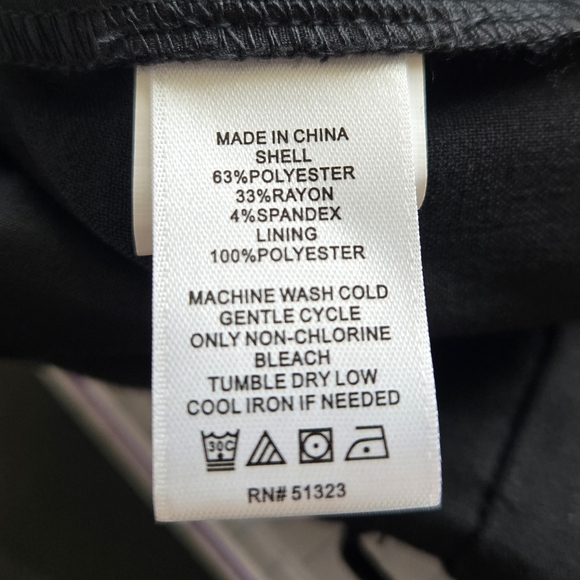 MADE IN CHINA
SHELL
63%POLYESTER
33%RAYON
4%SPANDEX
LINING
100%POLYESTER
MACHINE WASH COLD
GENTLE CYCLE
ONLY NON-CHLORINE
BLEACH
TUMBLE DRY LOW
COOL IRON IF NEEDED
30C
RN# 51323